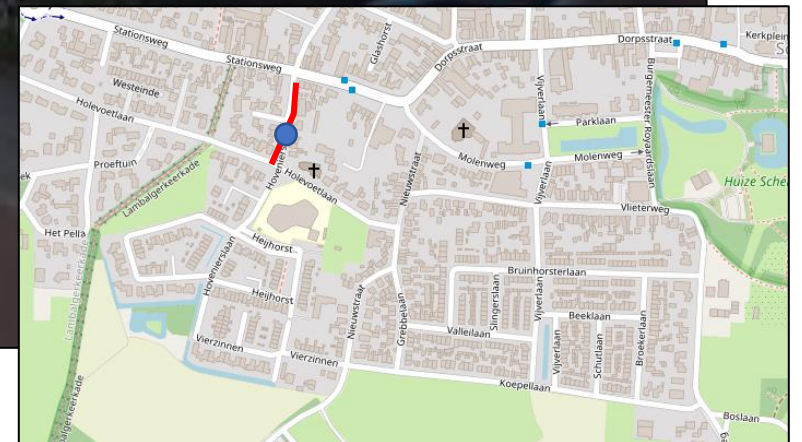 Stationsweg
Stationsweg
Glashorst
Dorpsstraat
Dorpsstraat
Kerkplein
Westeinde
Holevoetlaan
Vijverlaan
Burgemeester Royaardslaan
Parklaan
Proeftuin
Lambalgerkeerkade
Holevoetlaan
Nieuwstraat
Molenweg
Molenweg
Vijverlaan
Huize Sche
Vlieterweg
Het Pella
Heijhorst
Hovenierslaan
Heijhorst
Nieuwstraat
Grebbelaan
Slingerslaan
Bruinhorsterlaan
Vijverlaan
Beeklaan
Valleilaan
Vijverlaan
Schutlaan
Broekerlaan
Vierzinnen
Vierzinnen
Koepellaan
Boslaan
Lambalgerkeerkade